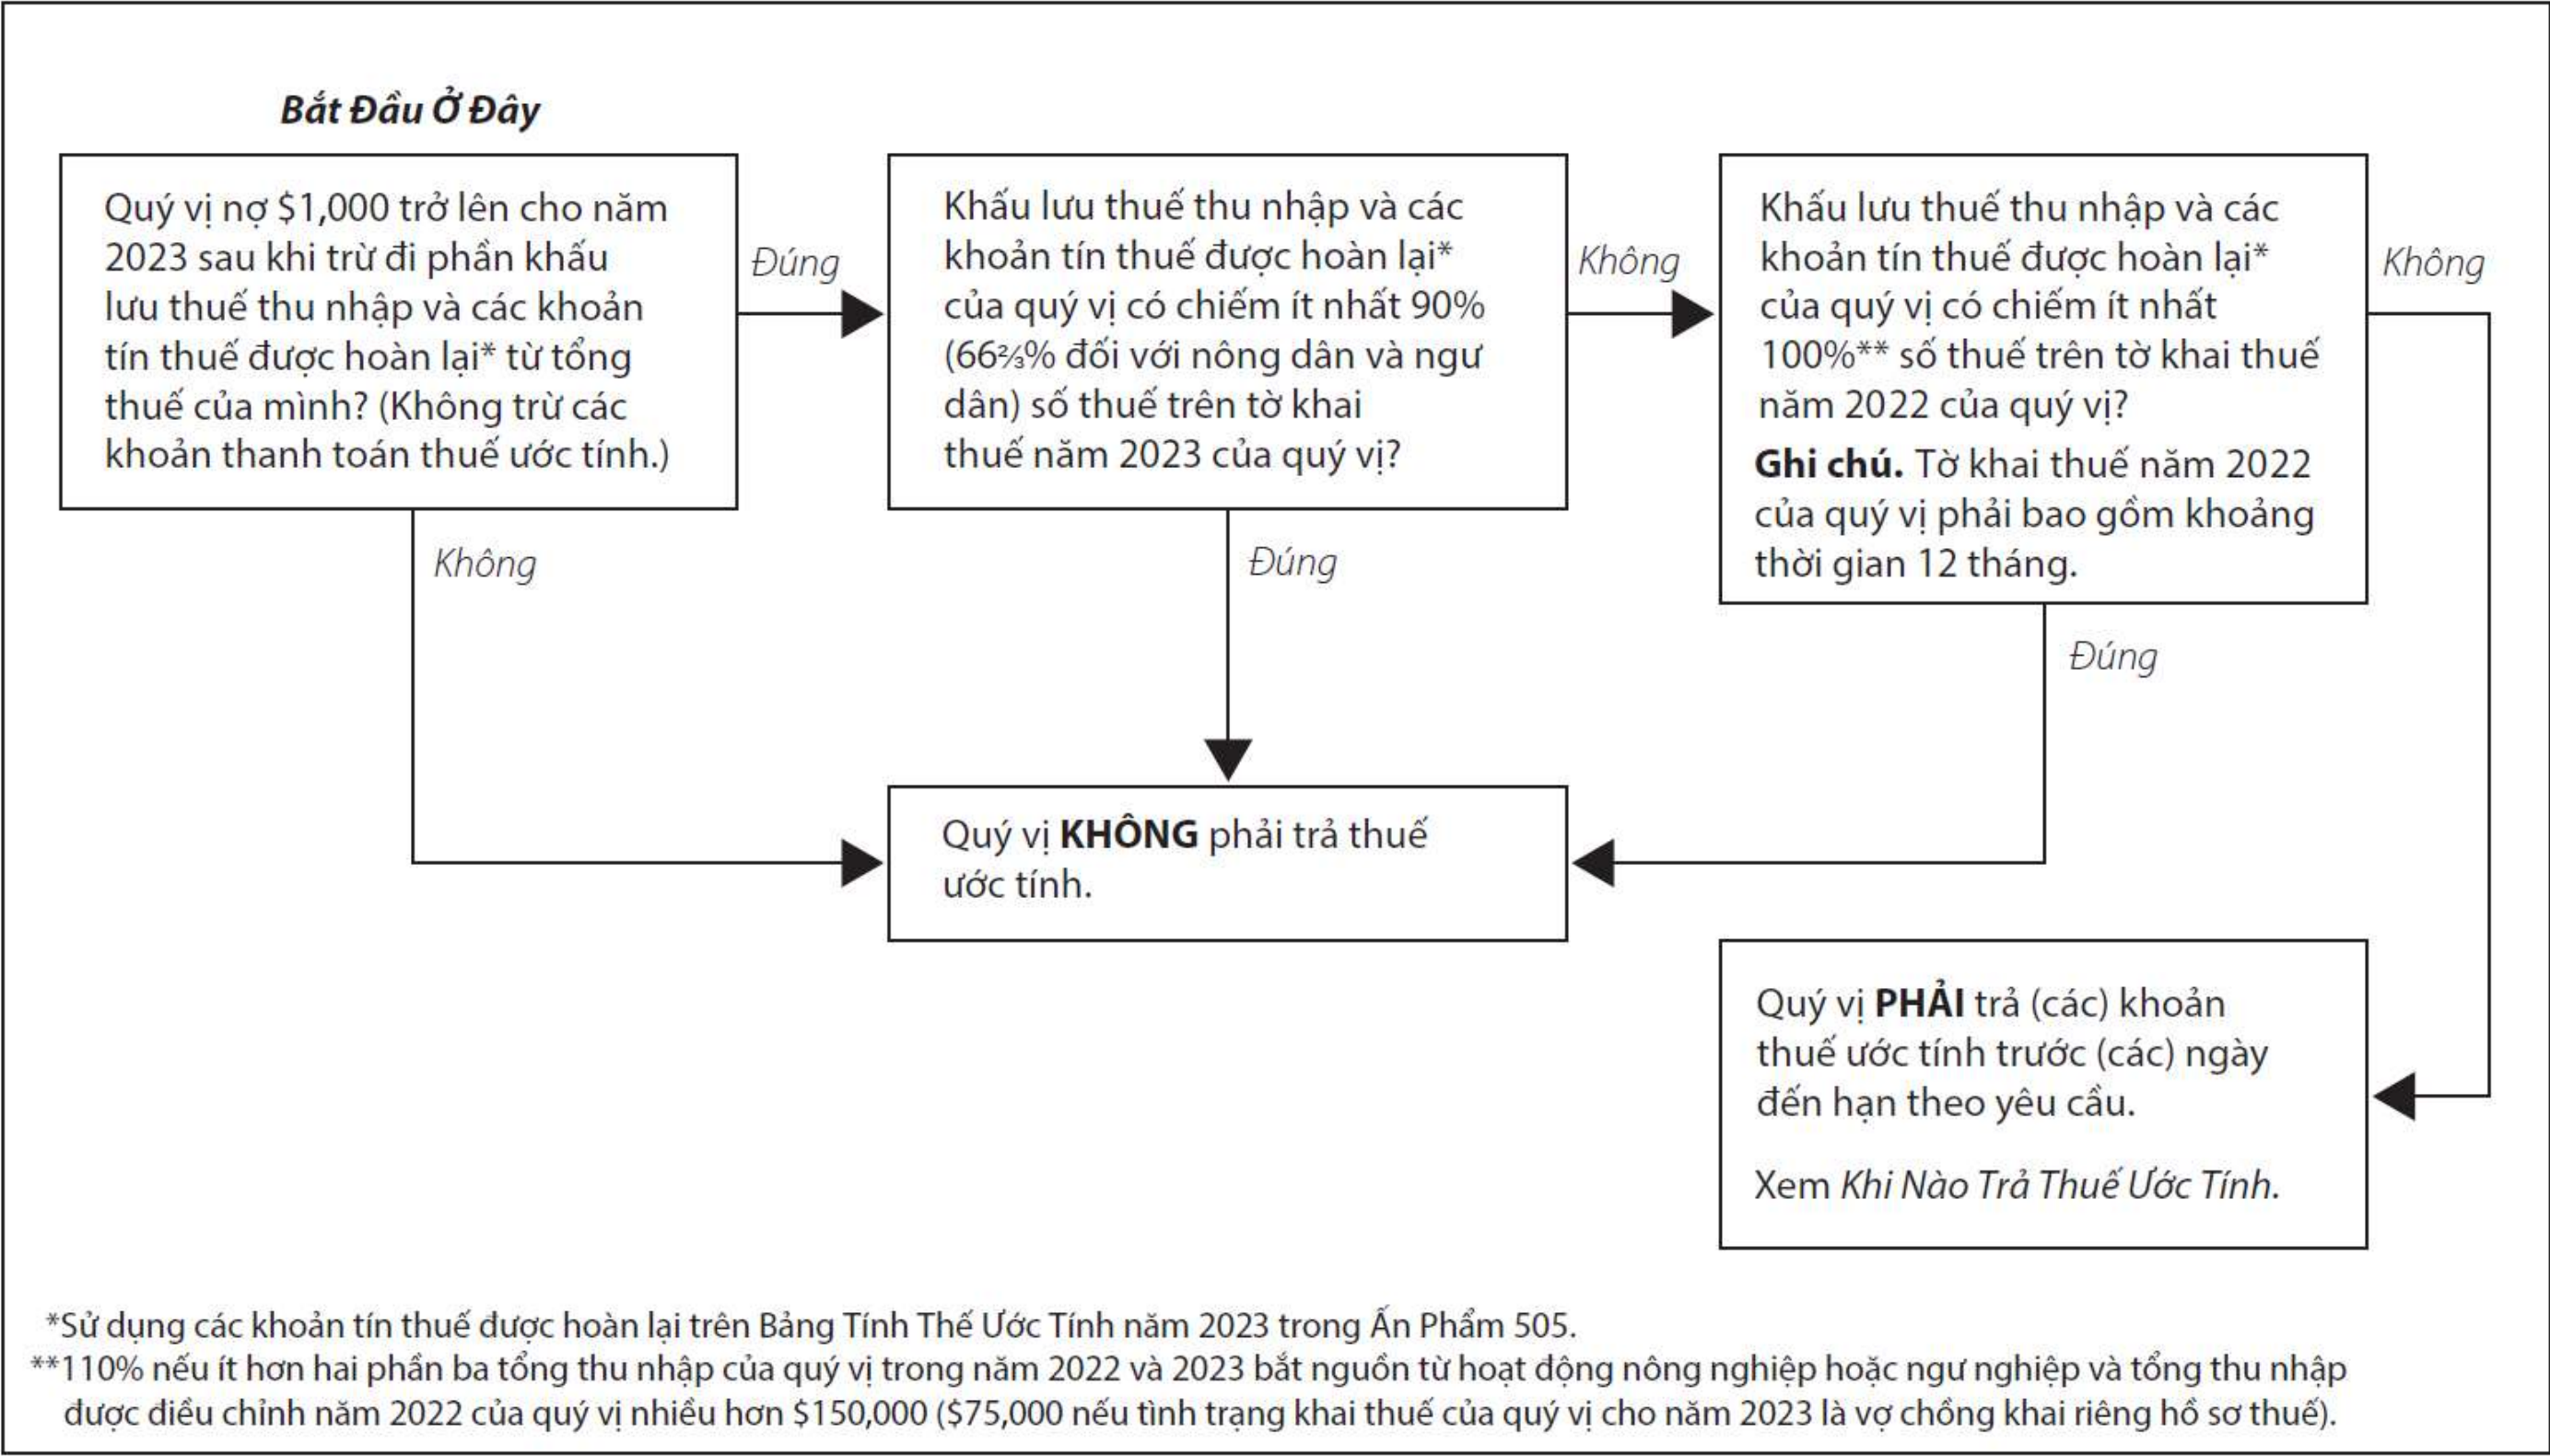 Bắt Đầu Ở Đây
Quý vị nợ $1,000 trở lên cho năm
2023 sau khi trừ đi phần khấu
lưu thuế thu nhập và các khoản
tín thuế được hoàn lại* từ tổng
thuế của mình? (Không trừ các
khoản thanh toán thuế ước tính.)
Đúng
Không
Khấu lưu thuế thu nhập và các
khoản tín thuế được hoàn lại*
của quý vị có chiếm ít nhất 90%
(66⅔% đối với nông dân và ngư
dân) số thuế trên tờ khai
thuế năm 2023 của quý vị?
Không
Đúng
Khấu lưu thuế thu nhập và các
khoản tín thuế được hoàn lại*
của quý vị có chiếm ít nhất
100%** số thuế trên tờ khai thuế
năm 2022 của quý vị?
Ghi chú. Tờ khai thuế năm 2022
của quý vị phải bao gồm khoảng
thời gian 12 tháng.
Không
Đúng
Quý vị KHÔNG phải trả thuế
ước tính.
Quý vị PHẢI trả (các) khoản
thuế ước tính trước (các) ngày
đến hạn theo yêu cầu.
Xem Khi Nào Trả Thuế Ước Tính.
*Sử dụng các khoản tín thuế được hoàn lại trên Bảng Tính Thế Ước Tính năm 2023 trong Ấn Phẩm 505.
**110% nếu ít hơn hai phần ba tổng thu nhập của quý vị trong năm 2022 và 2023 bắt nguồn từ hoạt động nông nghiệp hoặc ngư nghiệp và tổng thu nhập
được điều chỉnh năm 2022 của quý vị nhiều hơn $150,000 ($75,000 nếu tình trạng khai thuế của quý vị cho năm 2023 là vợ chồng khai riêng hồ sơ thuế).